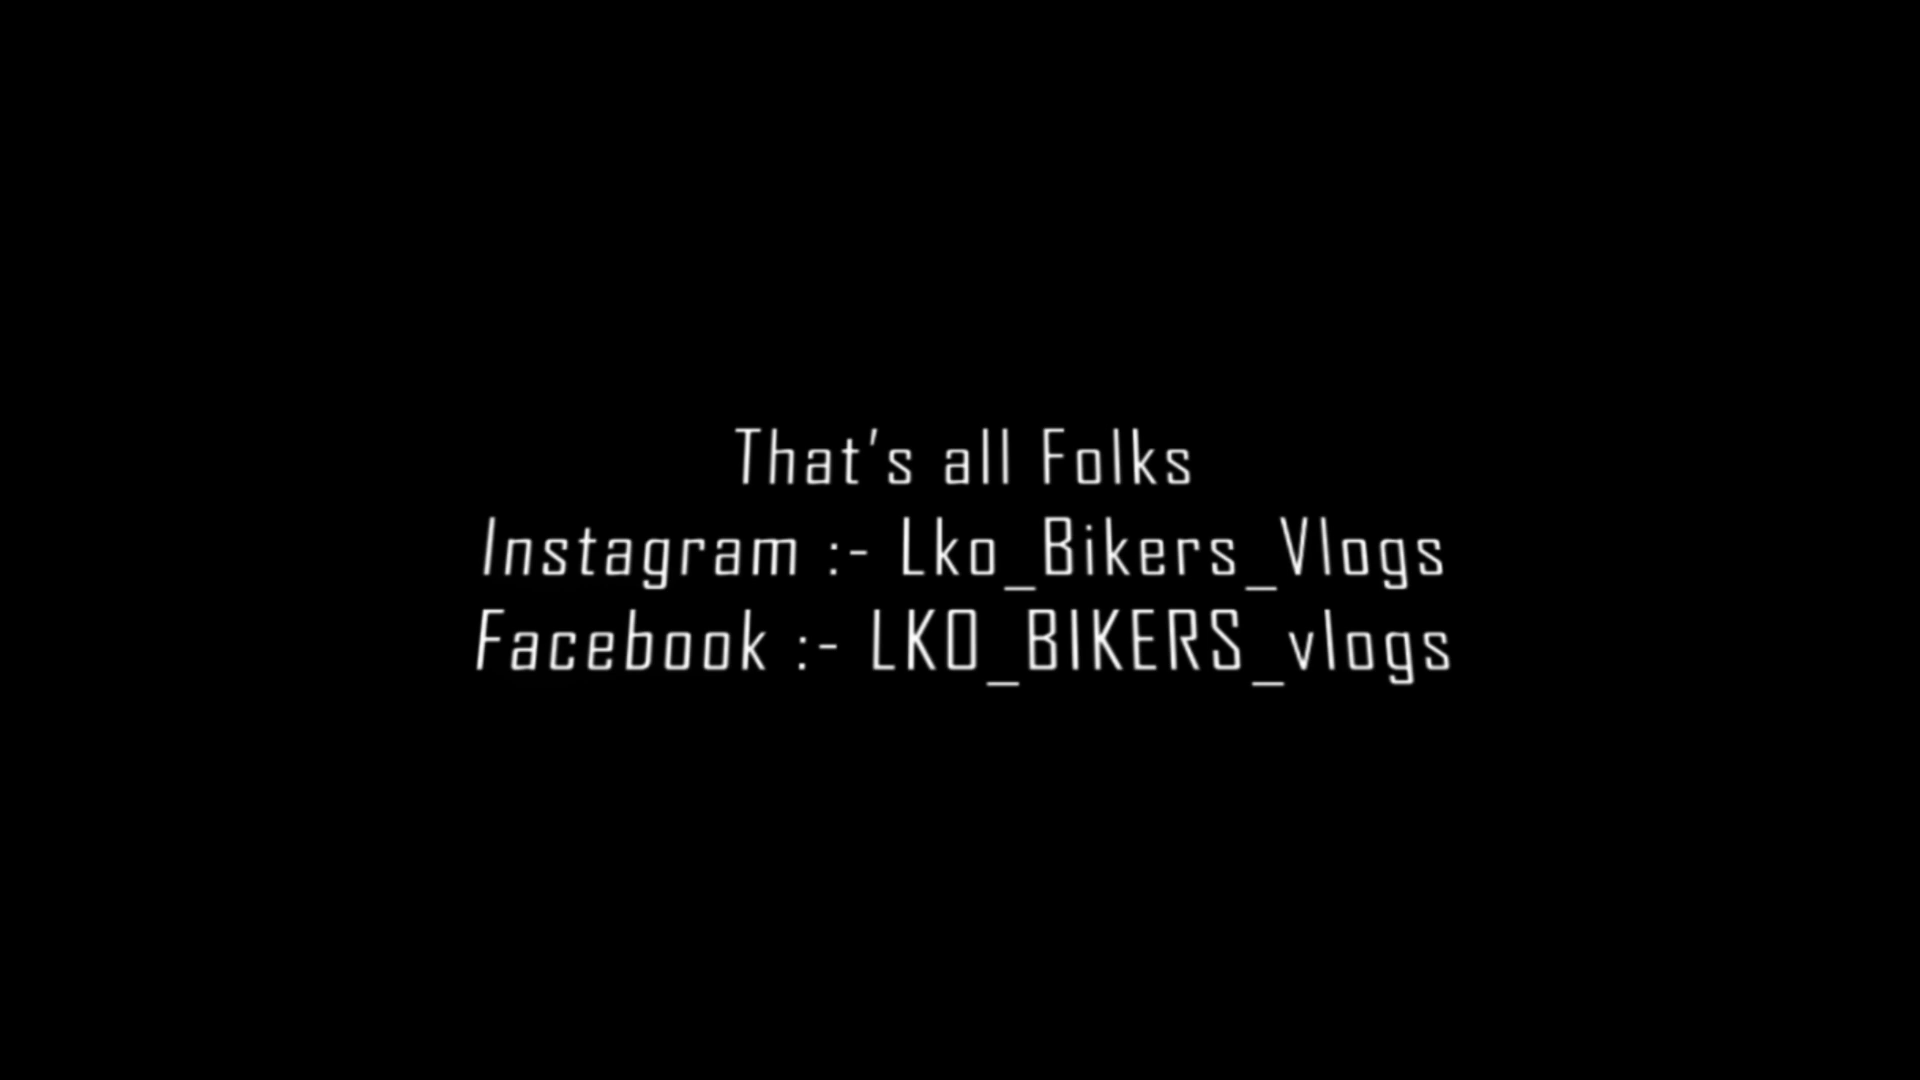 That's all Folks
Instagram :- Lko_Bikers_Vlogs
Facebook :- LKO_BIKERS_vlogs